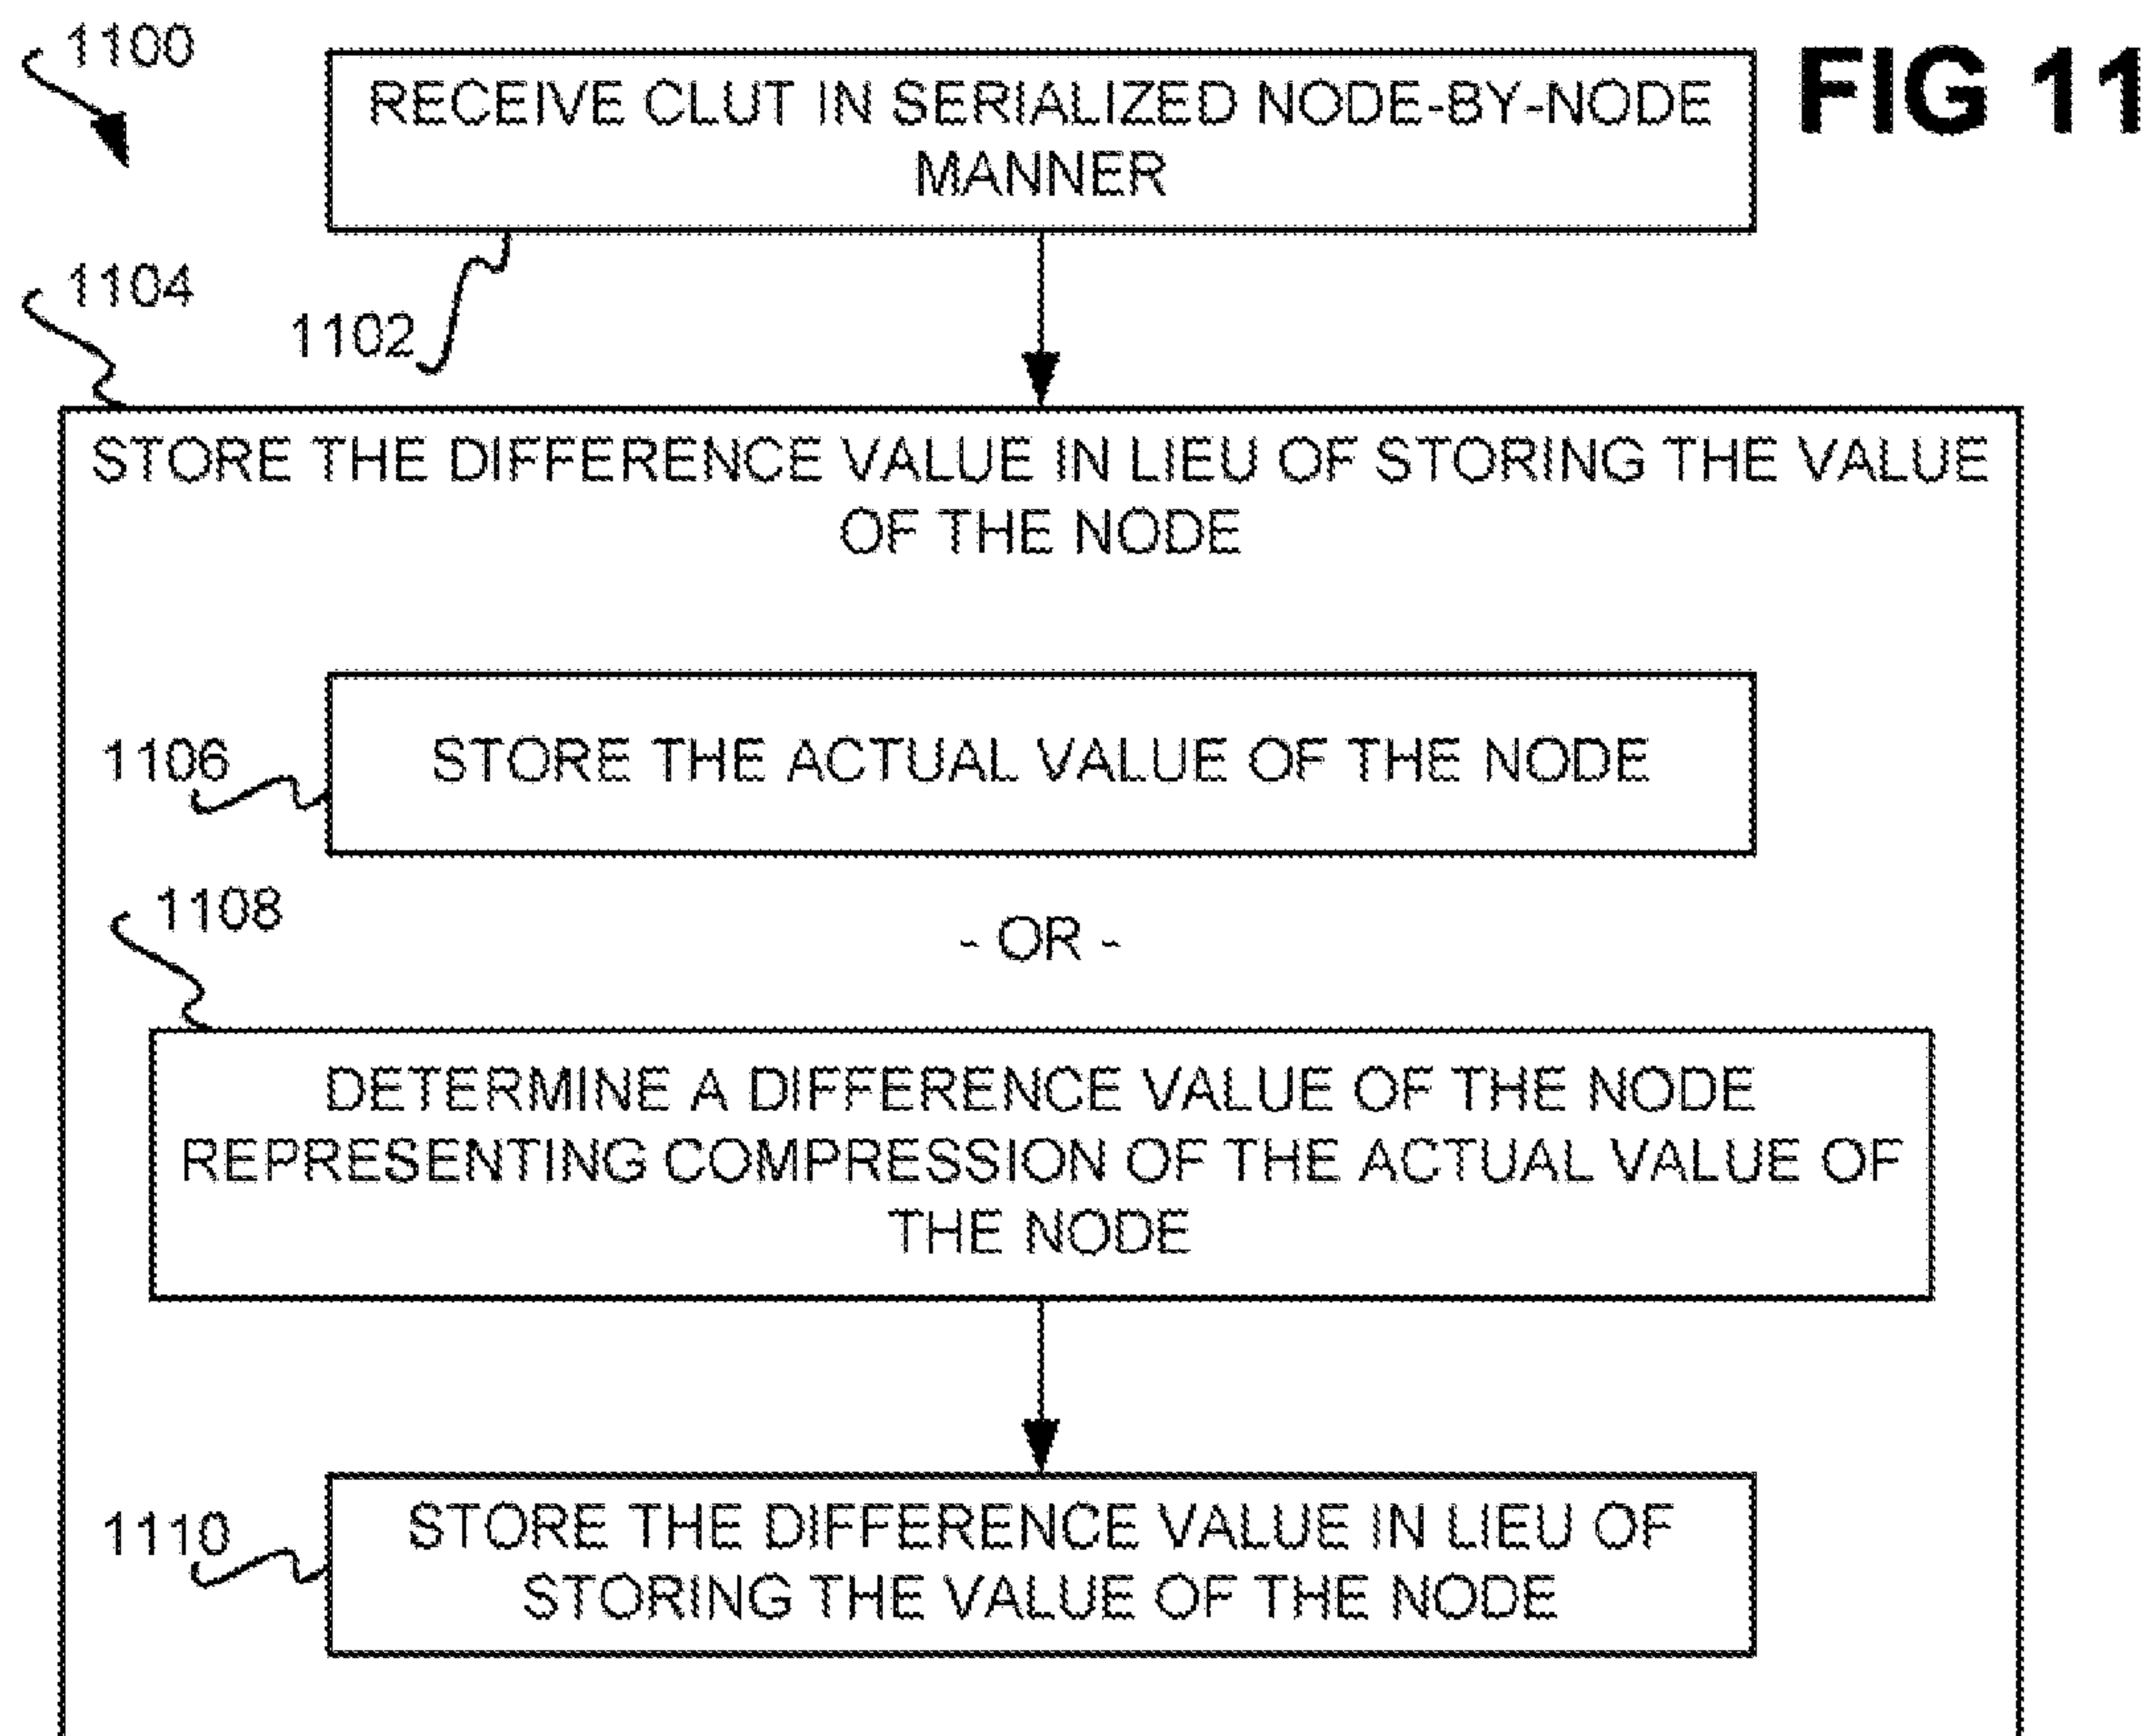 1100
RECEIVE CLUT IN SERIALIZED NODE-BY-NODE
MANNER
FIG 11
1104
1102
STORE THE DIFFERENCE VALUE IN LIEU OF STORING THE VALUE
OF THE NODE
1106
STORE THE ACTUAL VALUE OF THE NODE
1108
- OR -
DETERMINE A DIFFERENCE VALUE OF THE NODE
REPRESENTING COMPRESSION OF THE ACTUAL VALUE OF
THE NODE
1110
STORE THE DIFFERENCE VALUE IN LIEU OF
STORING THE VALUE OF THE NODE